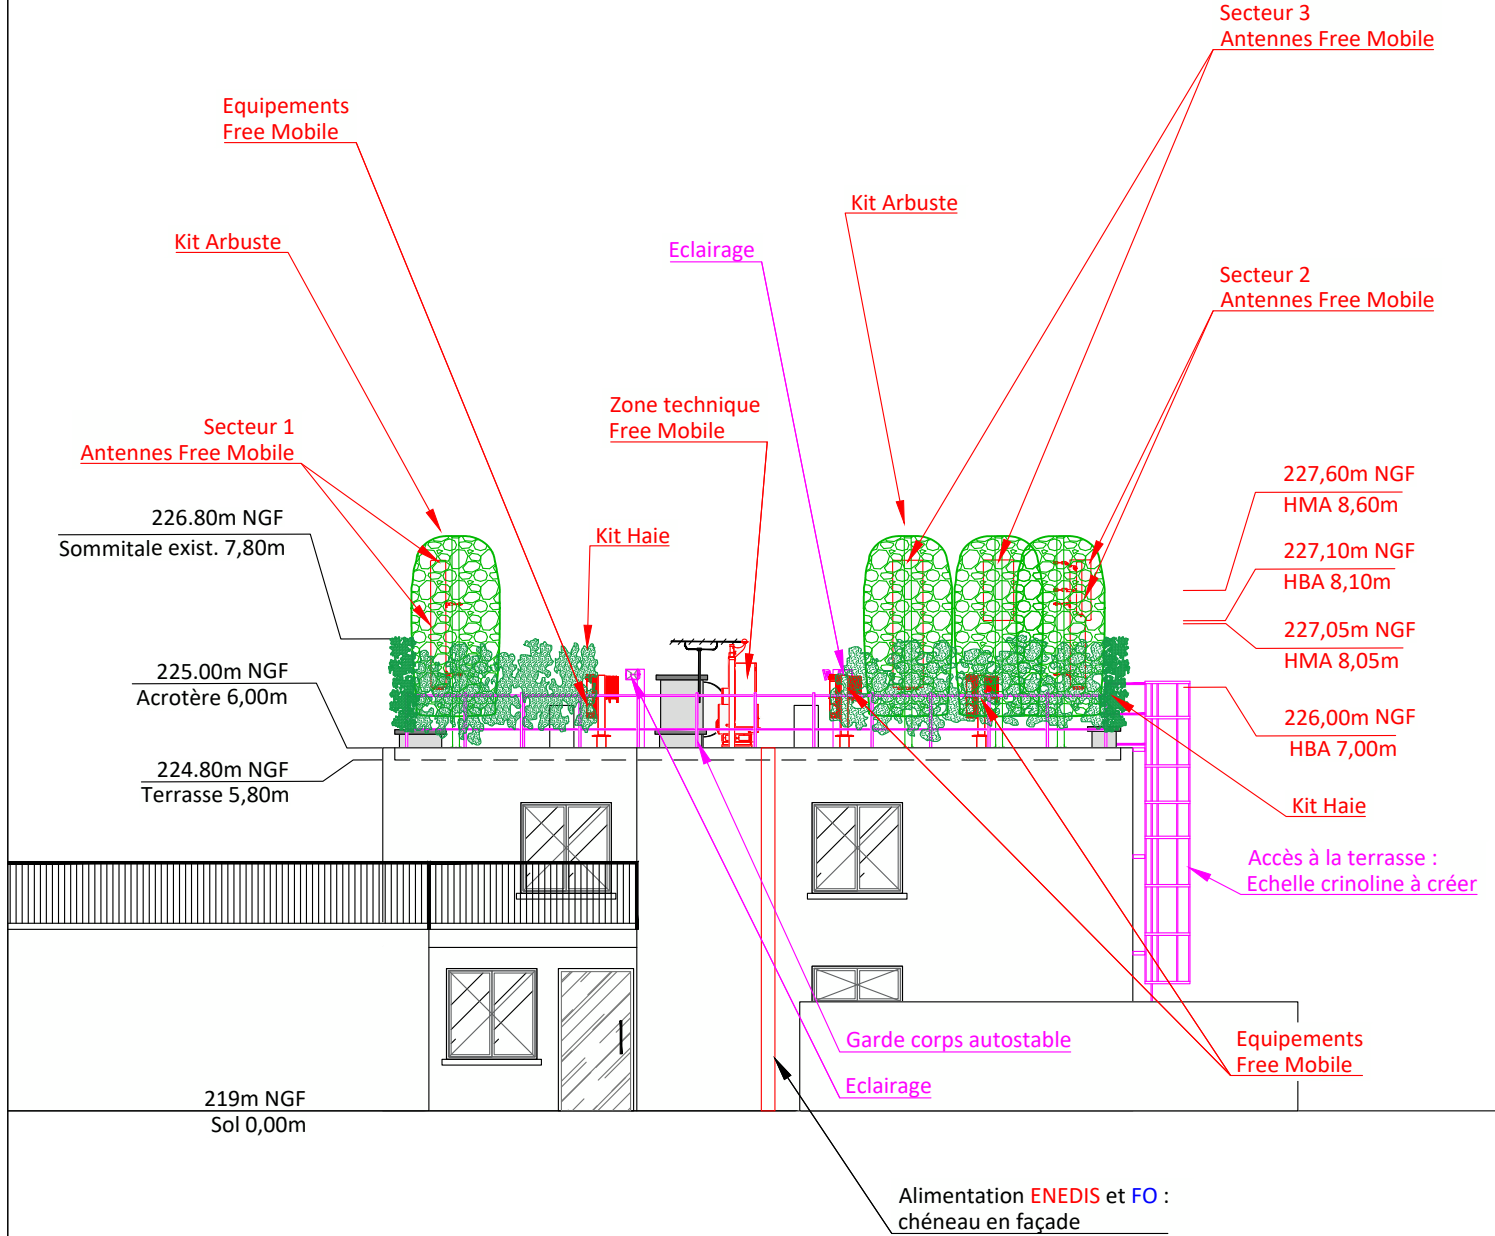 Secteur 3
Antennes Free Mobile
Equipements
Free Mobile
Kit Arbuste
Kit Arbuste
Eclairage
Secteur 2
Antennes Free Mobile
Zone technique
Free Mobile
Secteur 1
Antennes Free Mobile
226.80m NGF
Sommitale exist. 7,80m
Kit Haie
227,60m NGF
HMA 8,60m
227,10m NGF
HBA 8,10m
227,05m NGF
HMA 8,05m
225.00m NGF
Acrotère 6,00m
226,00m NGF
HBA 7,00m
224.80m NGF
Terrasse 5,80m
Kit Haie
Accès à la terrasse :
Echelle crinoline à créer
Garde corps autostable
Equipements
Free Mobile
Eclairage
219m NGF
Sol 0,00m
Alimentation ENEDIS et FO :
chéneau en façade